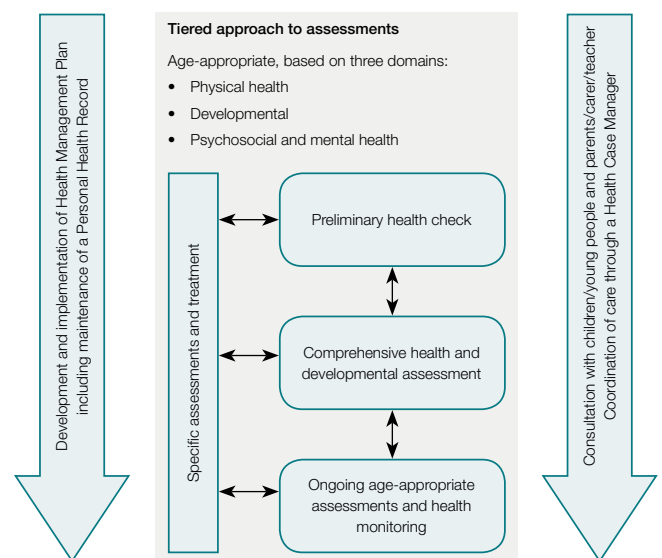 Development and implementation of Health Management Plan
including maintenance of a Personal Health Record
Tiered approach to assessments
Age-appropriate, based on three domains:
• Physical health
• Developmental
• Psychosocial and mental health
Specific assessments and treatment
Preliminary health check
Comprehensive health and
developmental assessment
Ongoing age-appropriate
assessments and health
monitoring
Consultation with children/young people and parents/carer/teacher
Coordination of care through a Health Case Manager